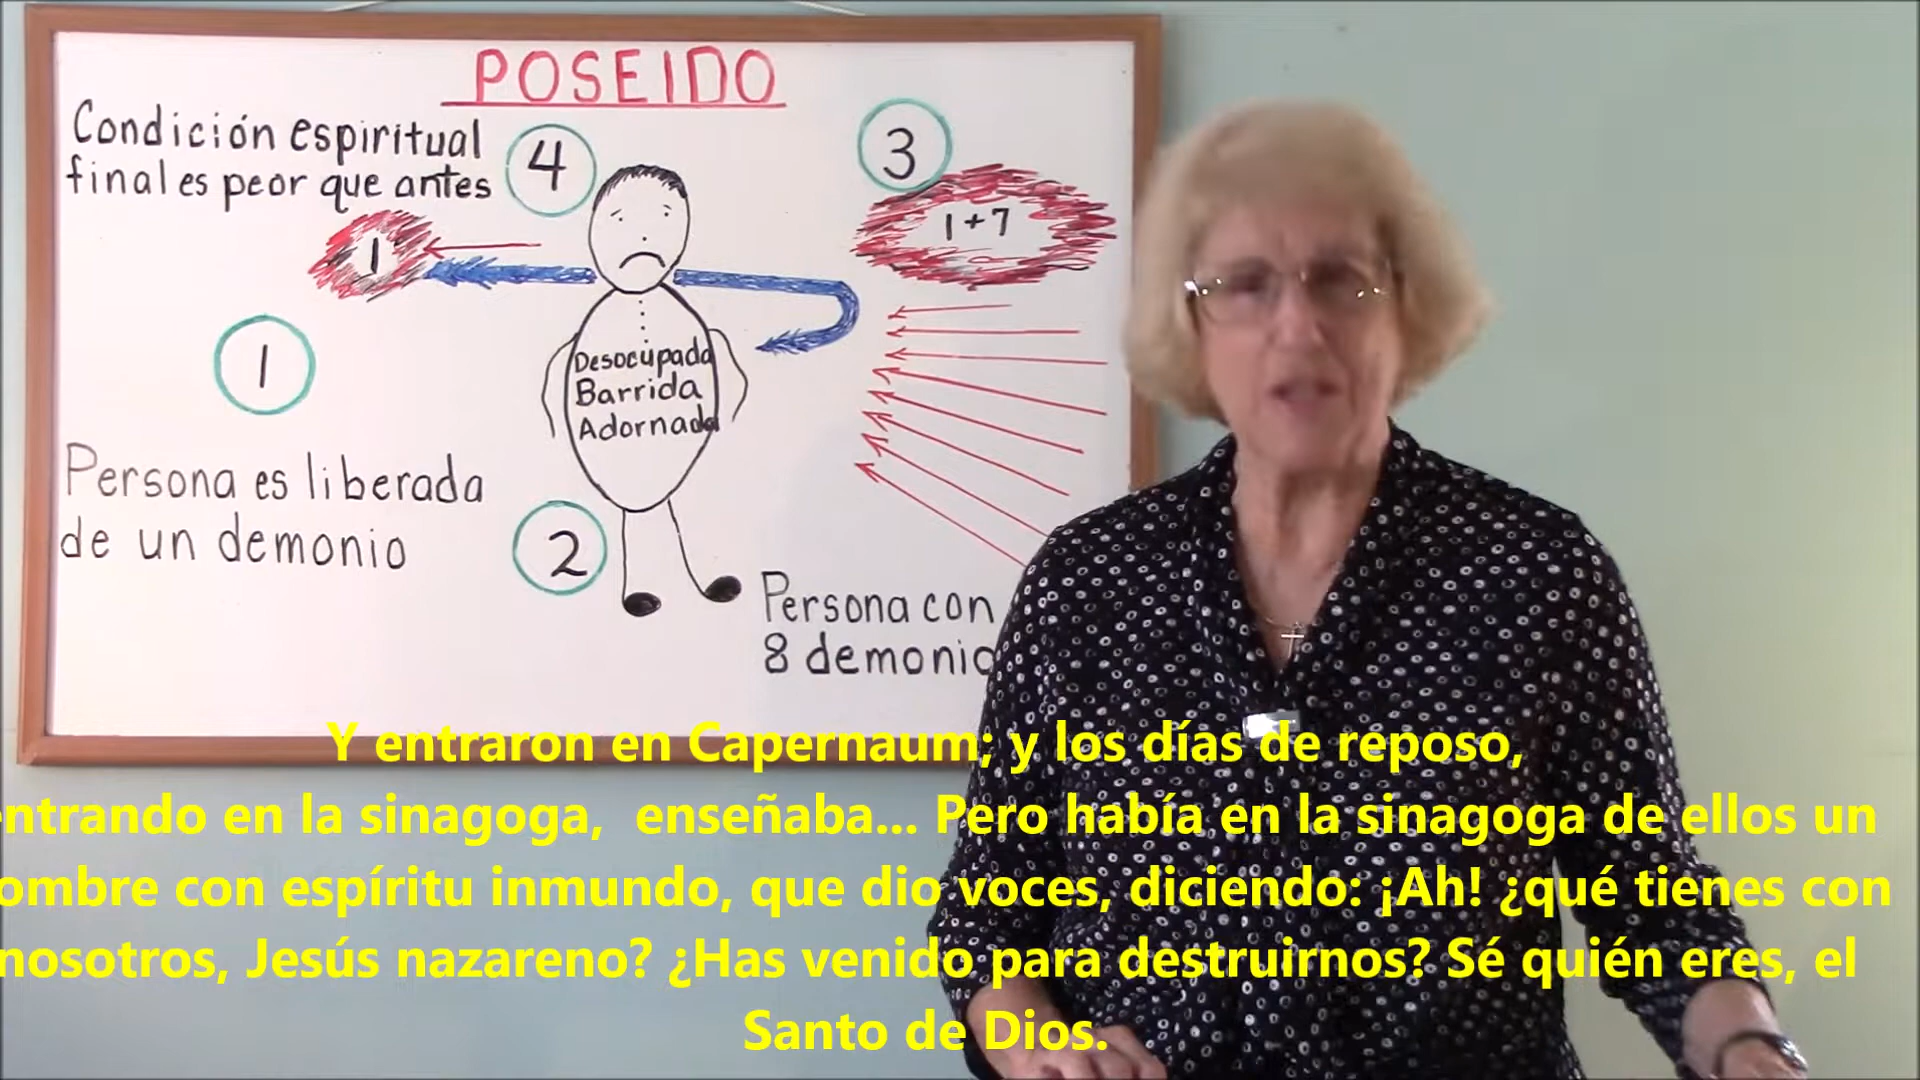 POSEIDO
Condición espiritual
final es peor que antes
4
3
1+7
1
1
Desocupada
Barrida
Adornada
Persona es liberada
de un demonio
2
Persona con
8 demonio
Y entraron en Capernaum; y los días de reposo,
ntrando en la sinagoga, enseñaba... Pero había en la sinagoga de ellos un
ombre con espíritu inmundo, que dio voces, diciendo: ¡Ah! ¿qué tienes con
nosotros, Jesús nazareno? ¿Has venido para destruirnos? Sé quién eres, el
Santo de Dios.